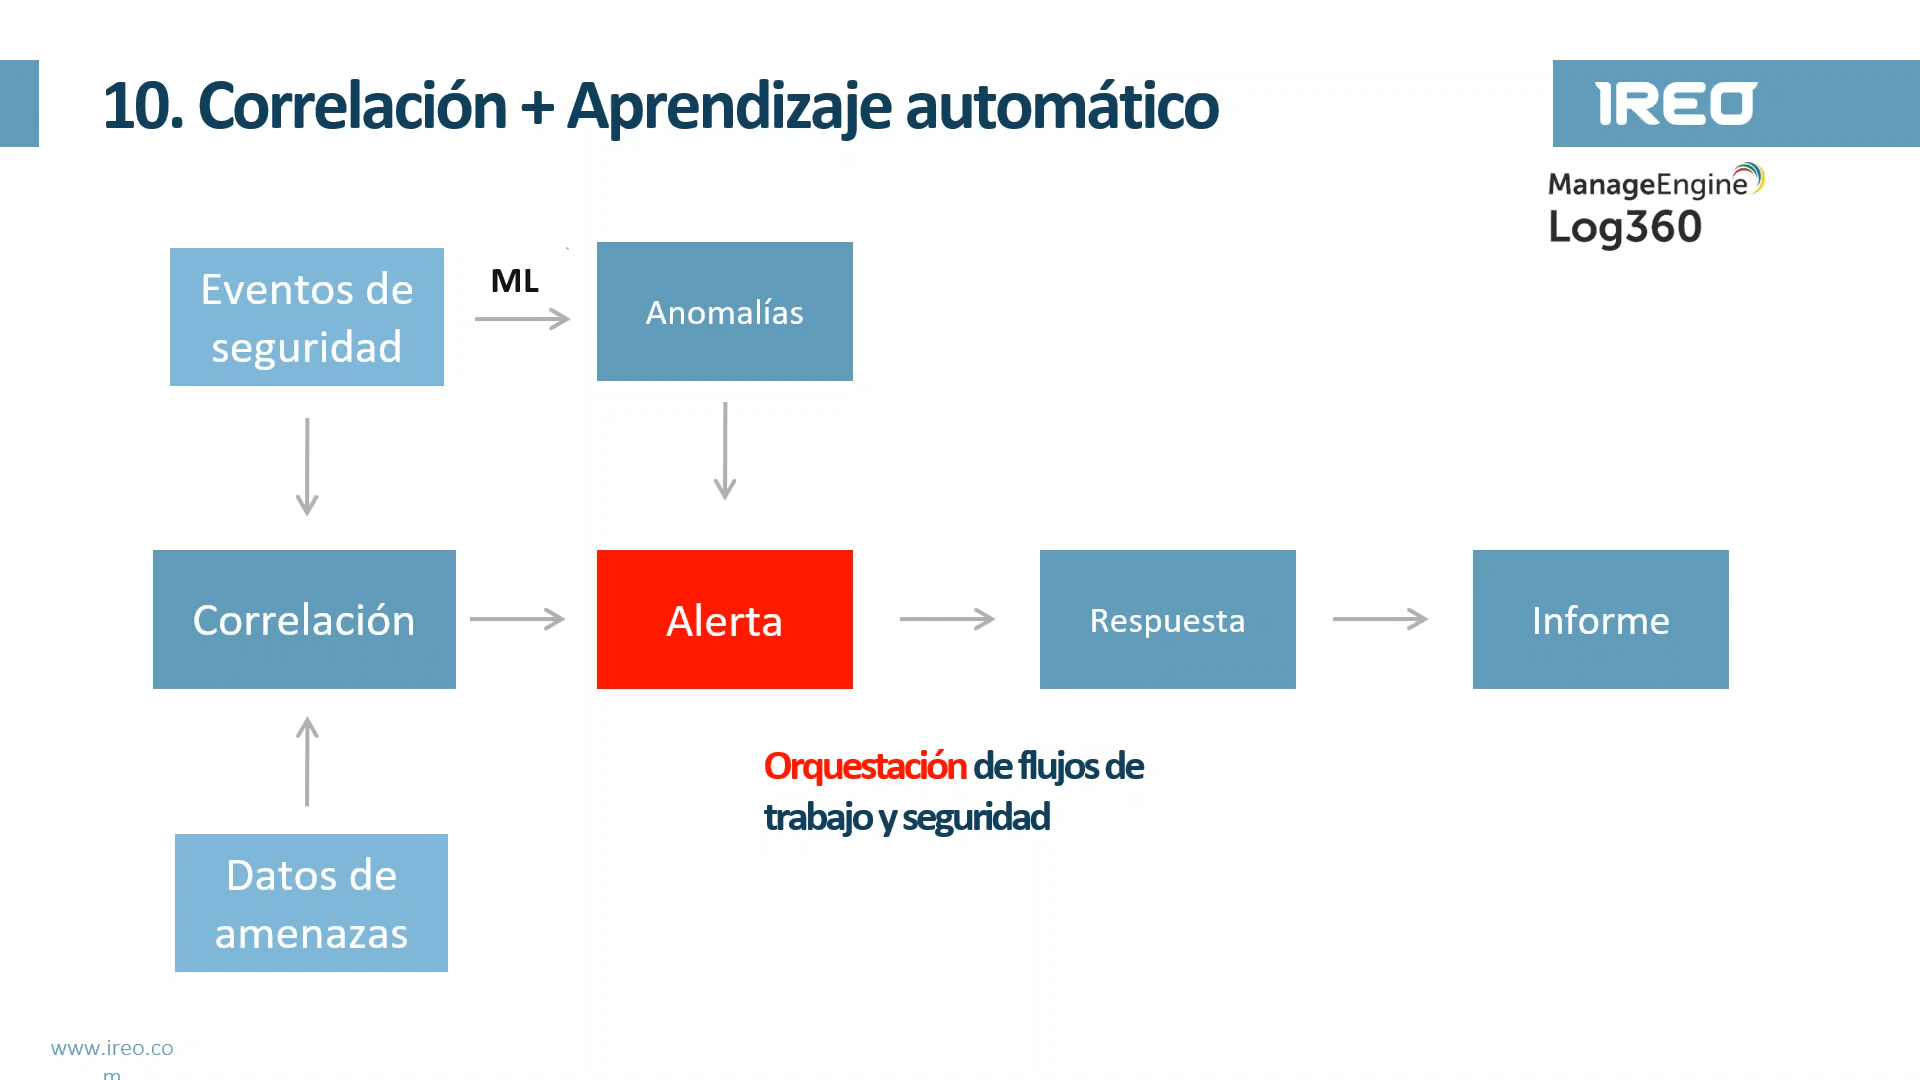 10. Correlación + Aprendizaje automático
IREO
ManageEngine
Log360
Eventos de
seguridad
ML
Anomalías
Correlación
Alerta
Respuesta
Informe
Orquestación de flujos de
trabajo y seguridad
Datos de
amenazas
www.ireo.co
m